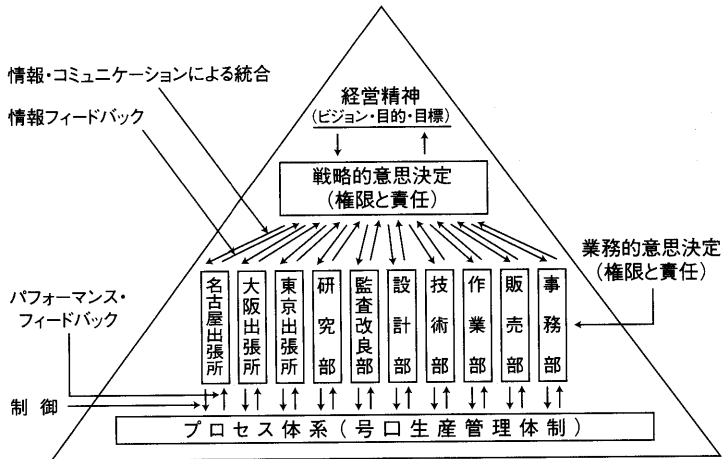 情報・コミュニケーションによる統合
情報フィードバック
経営精神
(ビジョン・目的・目標)
戦略的意思決定
(権限と責任)
業務的意思決定
(権限と責任)
名古屋出張所
大阪出張所
東京出張所
研究部
監査改良部
設計部
技術部
作業部
販売部
事務部
パフォーマンス・
フィードバック
制御
プロセス体系(号口生産管理体制)